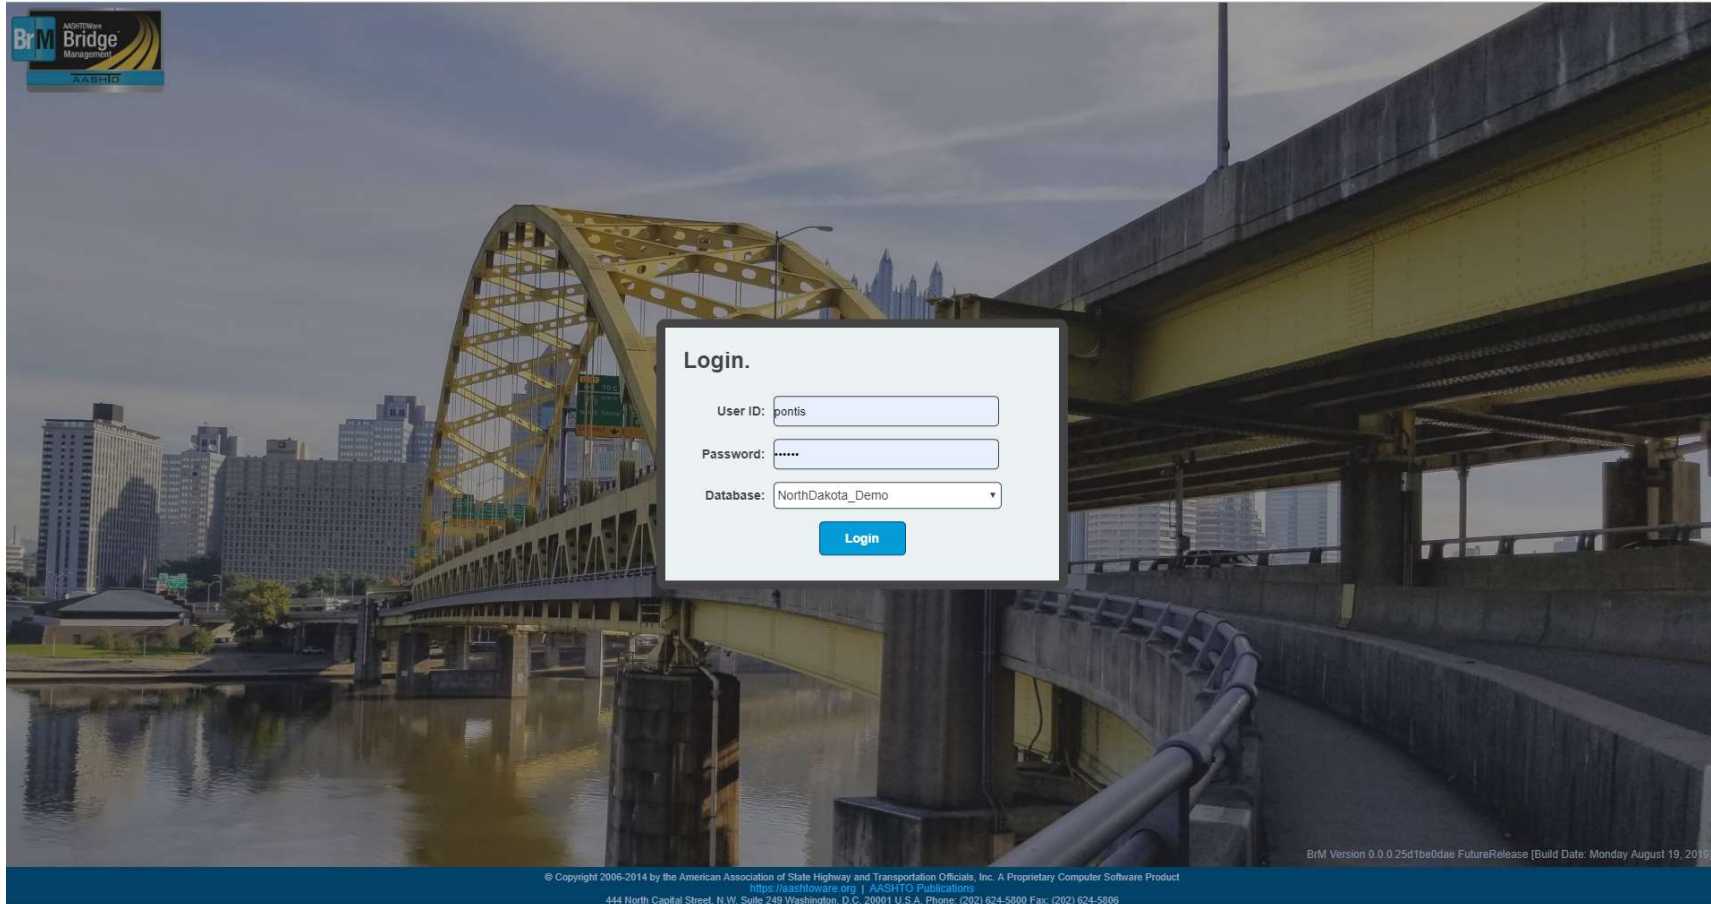 BrM
AASHTOWare
Bridge
Management
AASHTO
Login.
User ID: pontis
Password: ••••••
Database: NorthDakota_Demo
Login
BrM Version 0.0.0.25d1be0dae FutureRelease [Build Date: Monday August 19, 2019]
© Copyright 2006-2014 by the American Association of State Highway and Transportation Officials, Inc. A Proprietary Computer Software Product
https://aashtoware.org | AASHTO Publications
444 North Capital Street, N.W. Suite 249 Washington, D.C. 20001 U.S.A. Phone: (202) 624-5800 Fax: (202) 624-5806